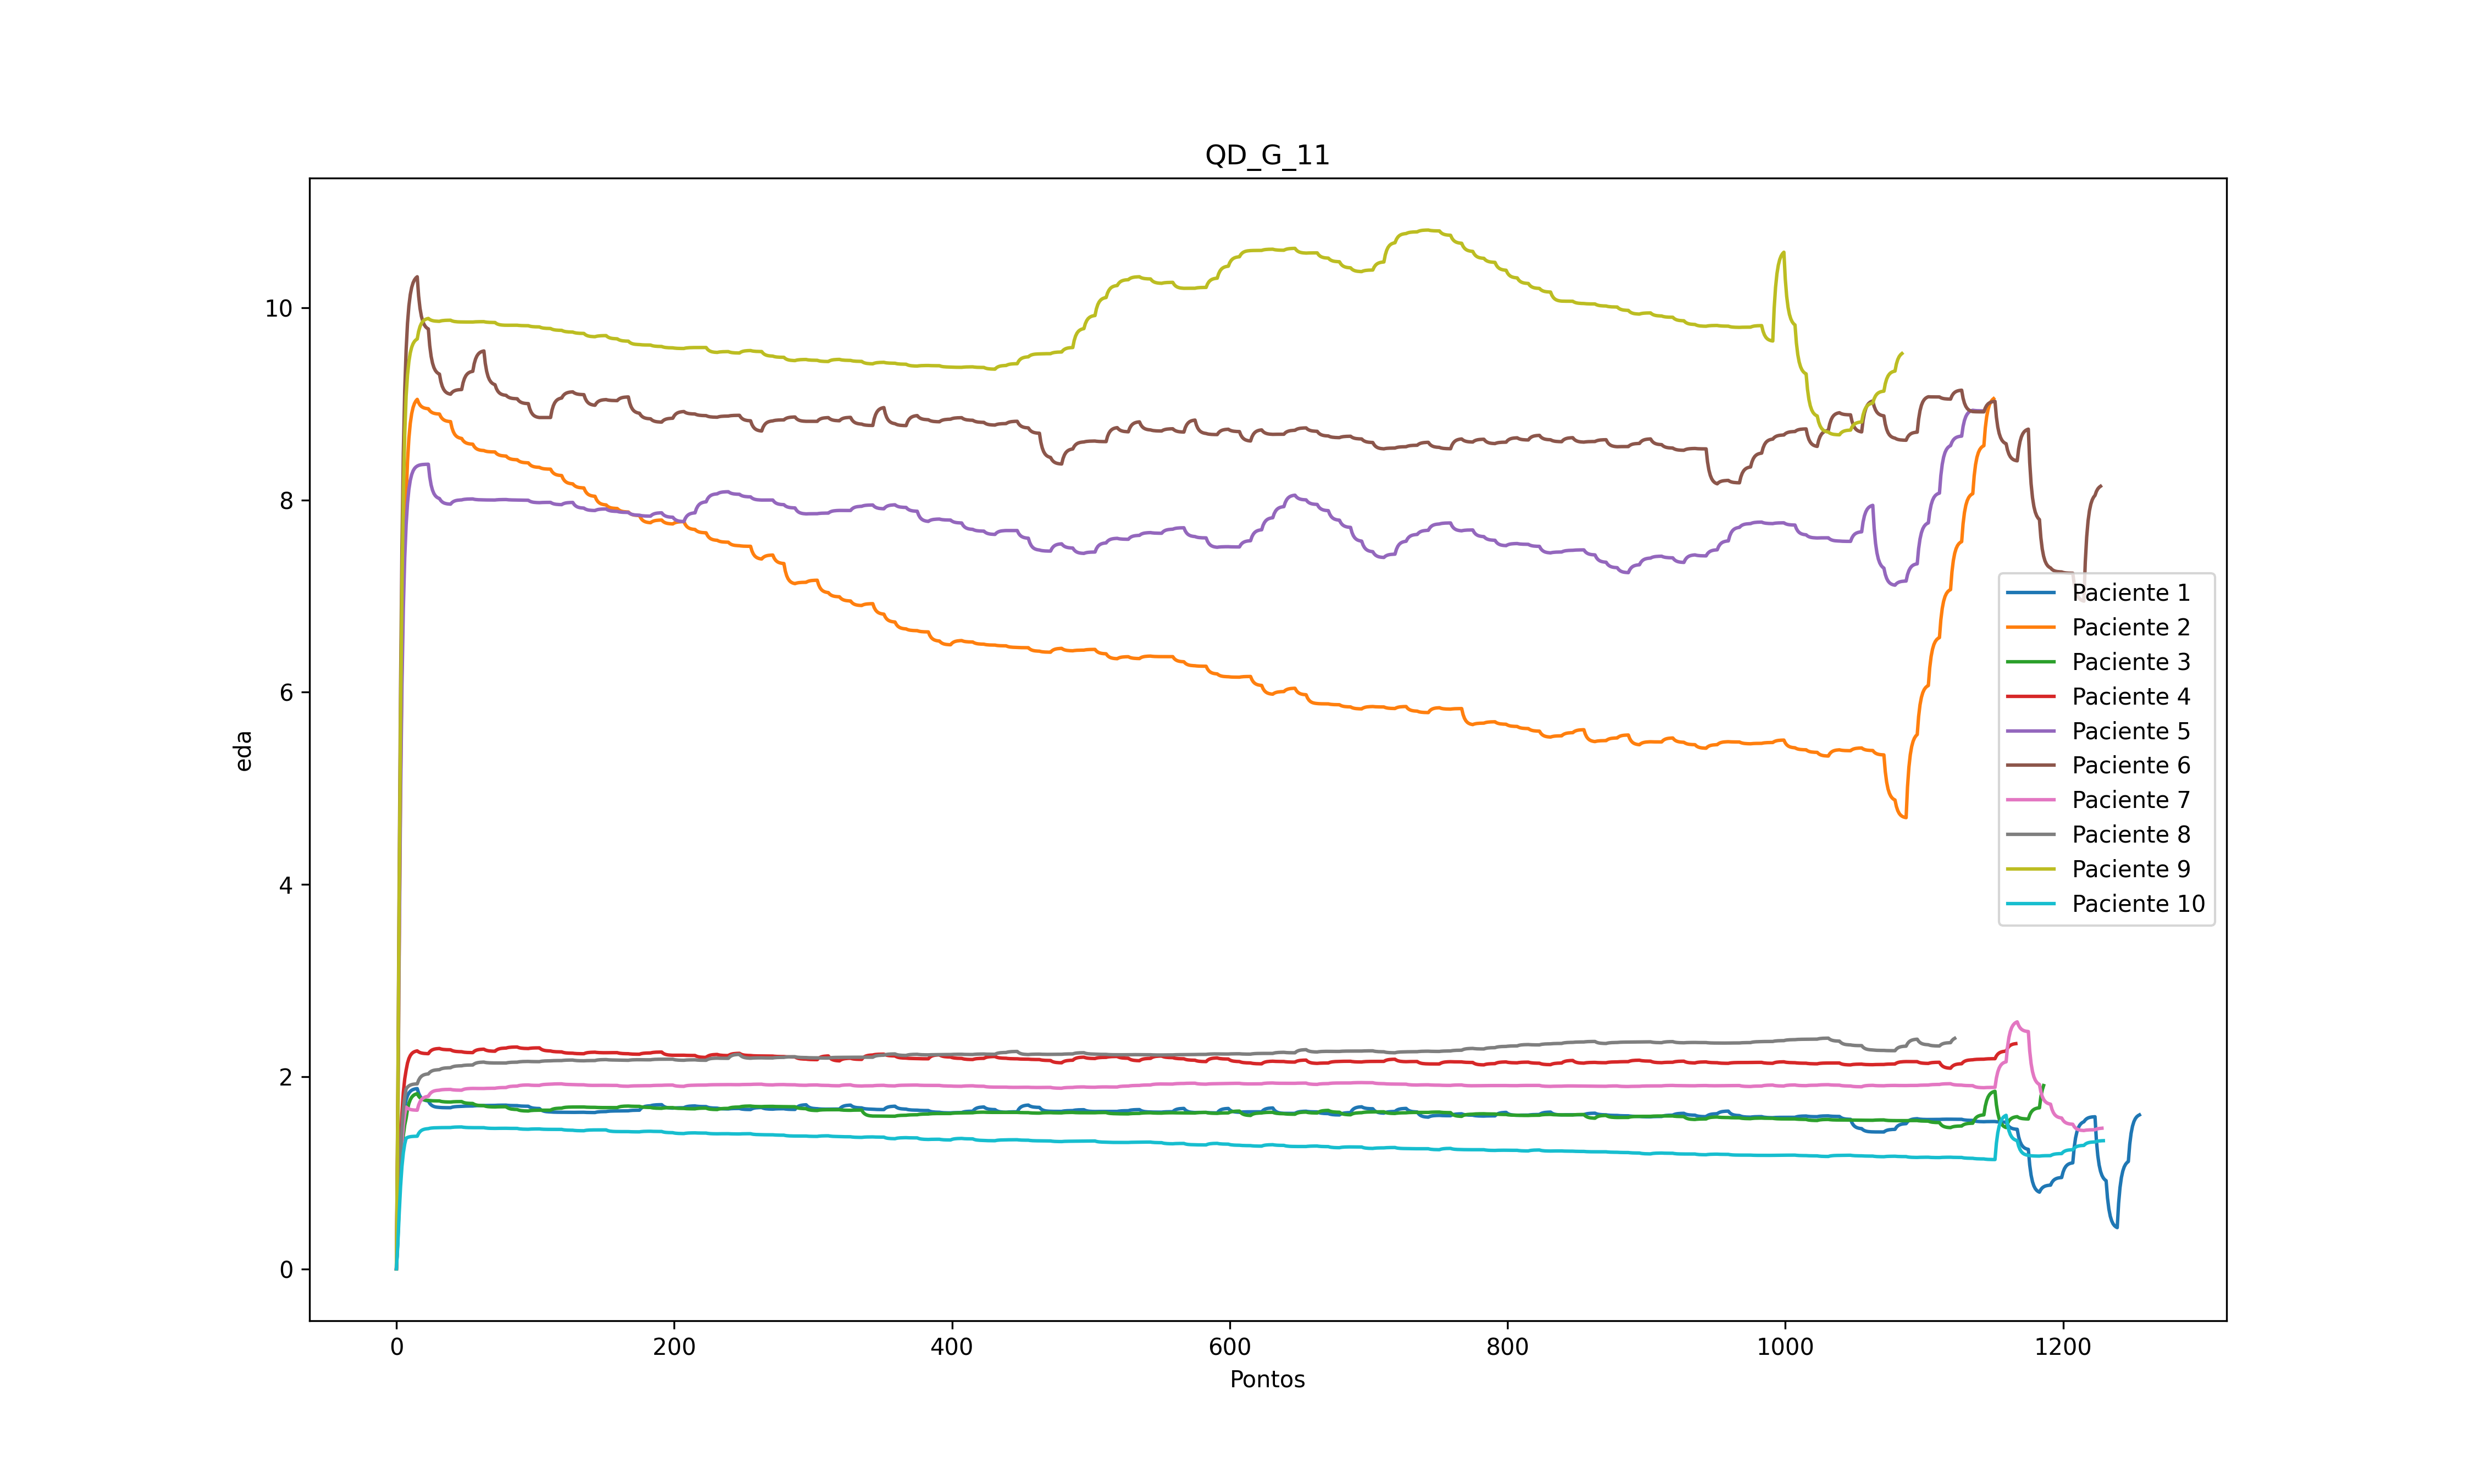 QD_G_11
10
8
6
4
2
0
eda
0 200 400 600 800 1000 1200
Pontos
Paciente 1
Paciente 2
Paciente 3
Paciente 4
Paciente 5
Paciente 6
Paciente 7
Paciente 8
Paciente 9
Paciente 10